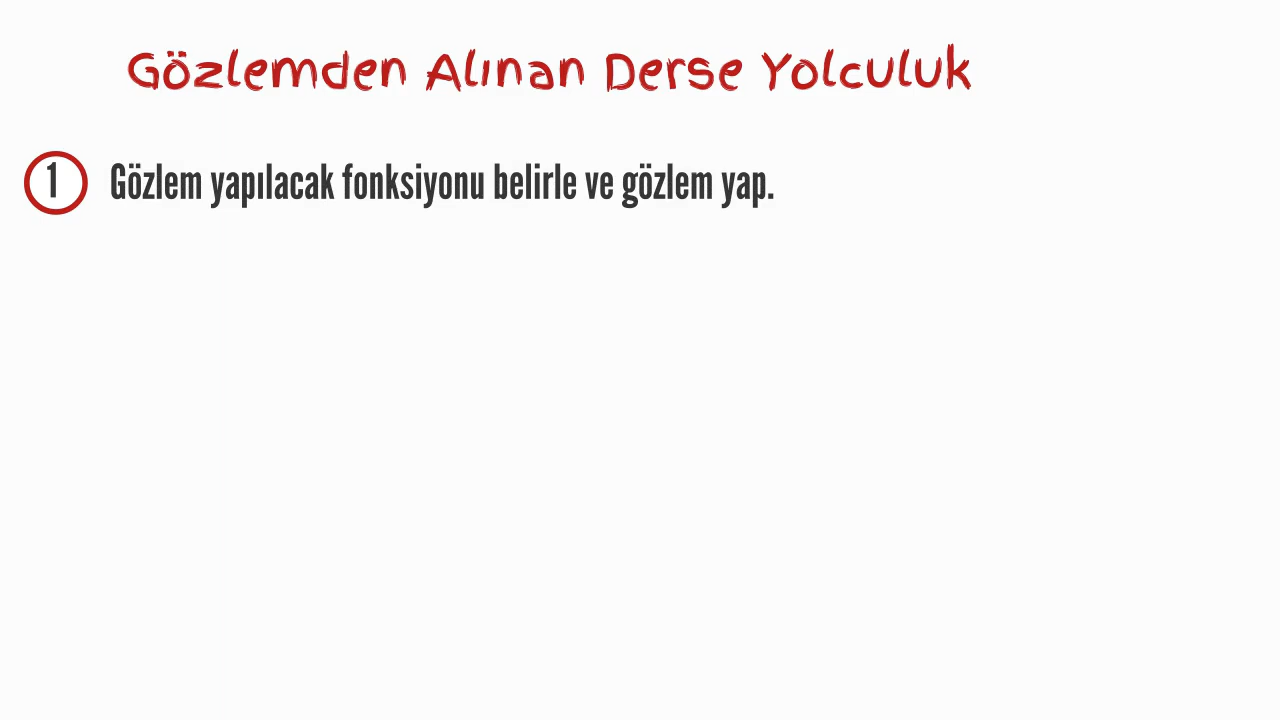 Gözlemden Alınan Derse Yolculuk
1 Gözlem yapılacak fonksiyonu belirle ve gözlem yap.